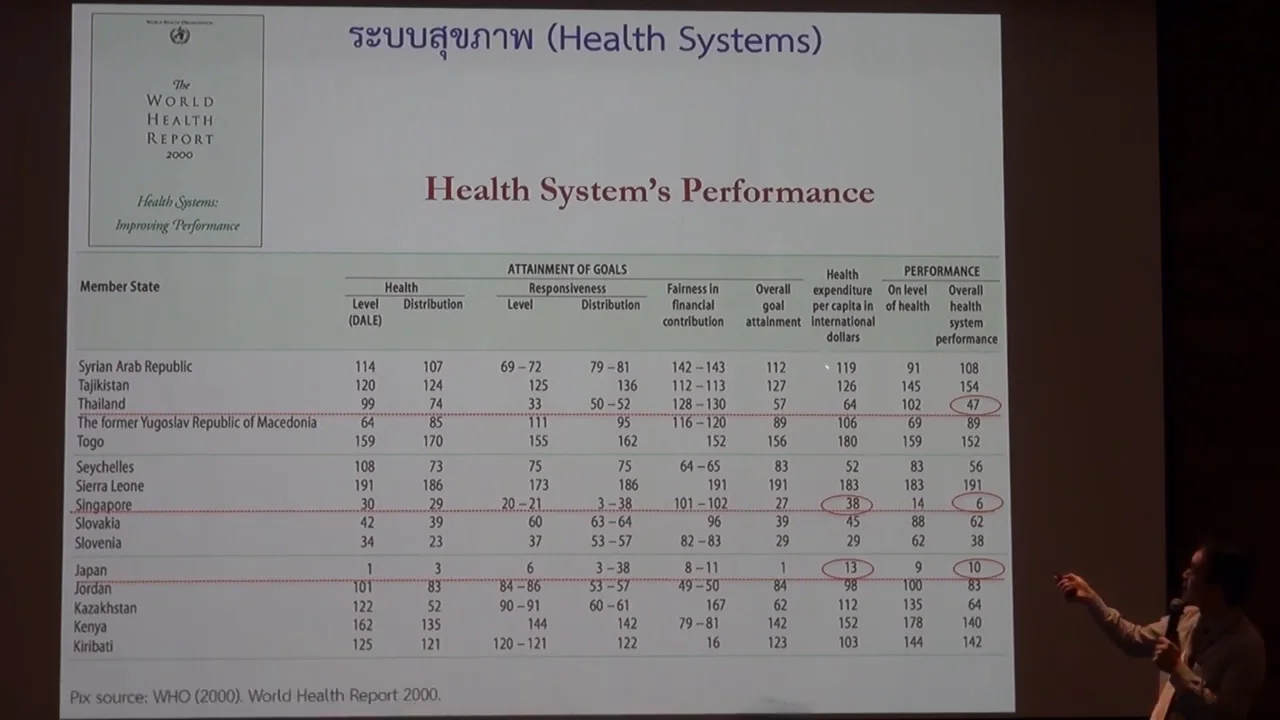 ระบบสุขภาพ (Health Systems)
WORLD HEALTH ORGANIZATION
The
WORLD
HEALTH
REPORT
2000
Health Systems:
Improving Performance
Health System's Performance
Member State
ATTAINMENT OF GOALS
Health expenditure per capita in international dollars
PERFORMANCE
Health
Responsiveness
Fairness in financial contribution
Overall goal attainment
On level of health
Overall health system performance
Level (DALE)
Distribution
Level
Distribution
Syrian Arab Republic 114 107 69 – 72 79 – 81 142 – 143 112 119 91 108
Tajikistan 120 124 125 136 112 – 113 127 126 145 154
Thailand 99 74 33 50 – 52 128 – 130 57 64 102 47
The former Yugoslav Republic of Macedonia 64 85 111 95 116 – 120 89 106 69 89
Togo 159 170 155 162 152 156 180 159 152
Seychelles 108 73 75 75 64 – 65 83 52 83 56
Sierra Leone 191 186 173 186 191 191 183 183 191
Singapore 30 29 20 – 21 3 – 38 101 – 102 27 38 14 6
Slovakia 42 39 60 63 – 64 96 39 45 88 62
Slovenia 34 23 37 53 – 57 82 – 83 29 29 62 38
Japan 1 3 6 3 – 38 8 – 11 1 13 9 10
Jordan 101 83 84 – 86 53 – 57 49 – 50 84 98 100 83
Kazakhstan 122 52 90 – 91 60 – 61 167 62 112 135 64
Kenya 162 135 144 142 79 – 81 142 152 178 140
Kiribati 125 121 120 – 121 122 16 123 103 144 142
Pix source: WHO (2000). World Health Report 2000.